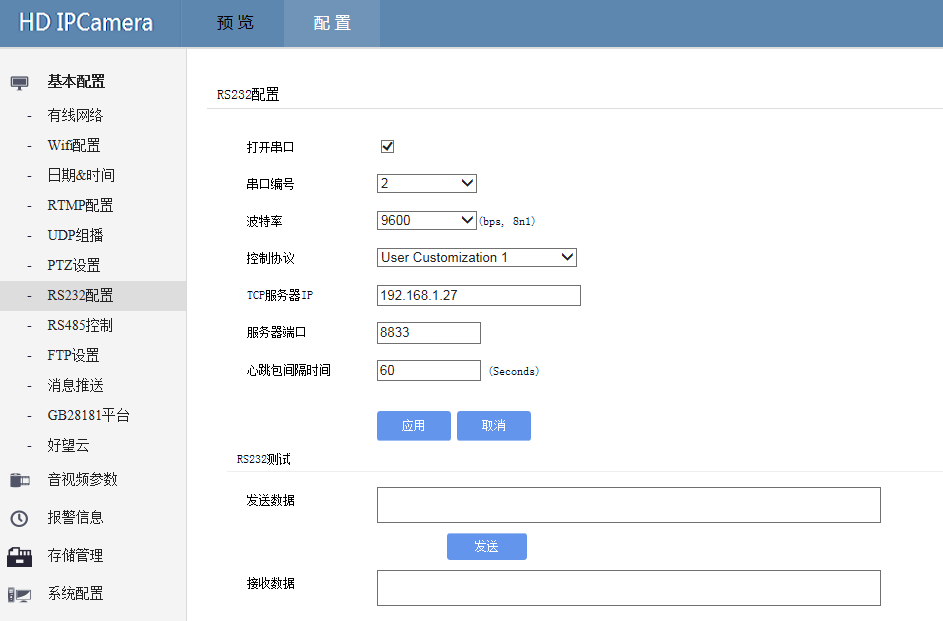 HD IPCamera 预 览 配 置
基本配置
- 有线网络
- Wifi配置
- 日期&时间
- RTMP配置
- UDP组播
- PTZ设置
- RS232配置
- RS485控制
- FTP设置
- 消息推送
- GB28181平台
- 好望云
音视频参数
报警信息
存储管理
系统配置
RS232配置
打开串口
串口编号 2
波特率 9600 (bps, 8n1)
控制协议 User Customization 1
TCP服务器IP 192.168.1.27
服务器端口 8833
心跳包间隔时间 60 (Seconds)
应用 取消
RS232测试
发送数据
发送
接收数据